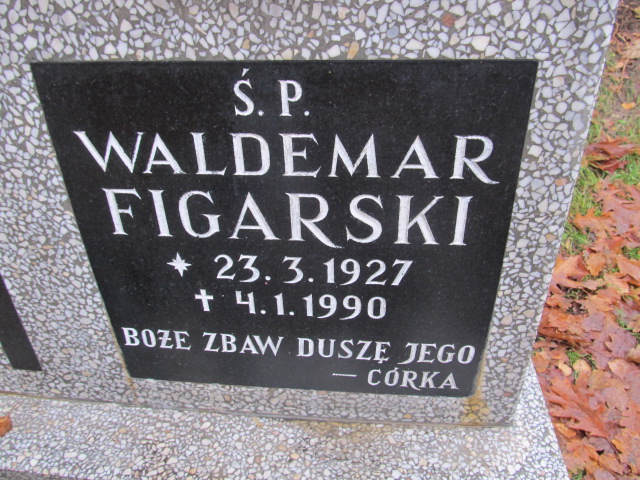 Ś. P.
WALDEMAR
FIGARSKI
* 23. 3. 1927
✝ 4. 1. 1990
BOŻE ZBAW DUSZĘ JEGO
— CÓRKA